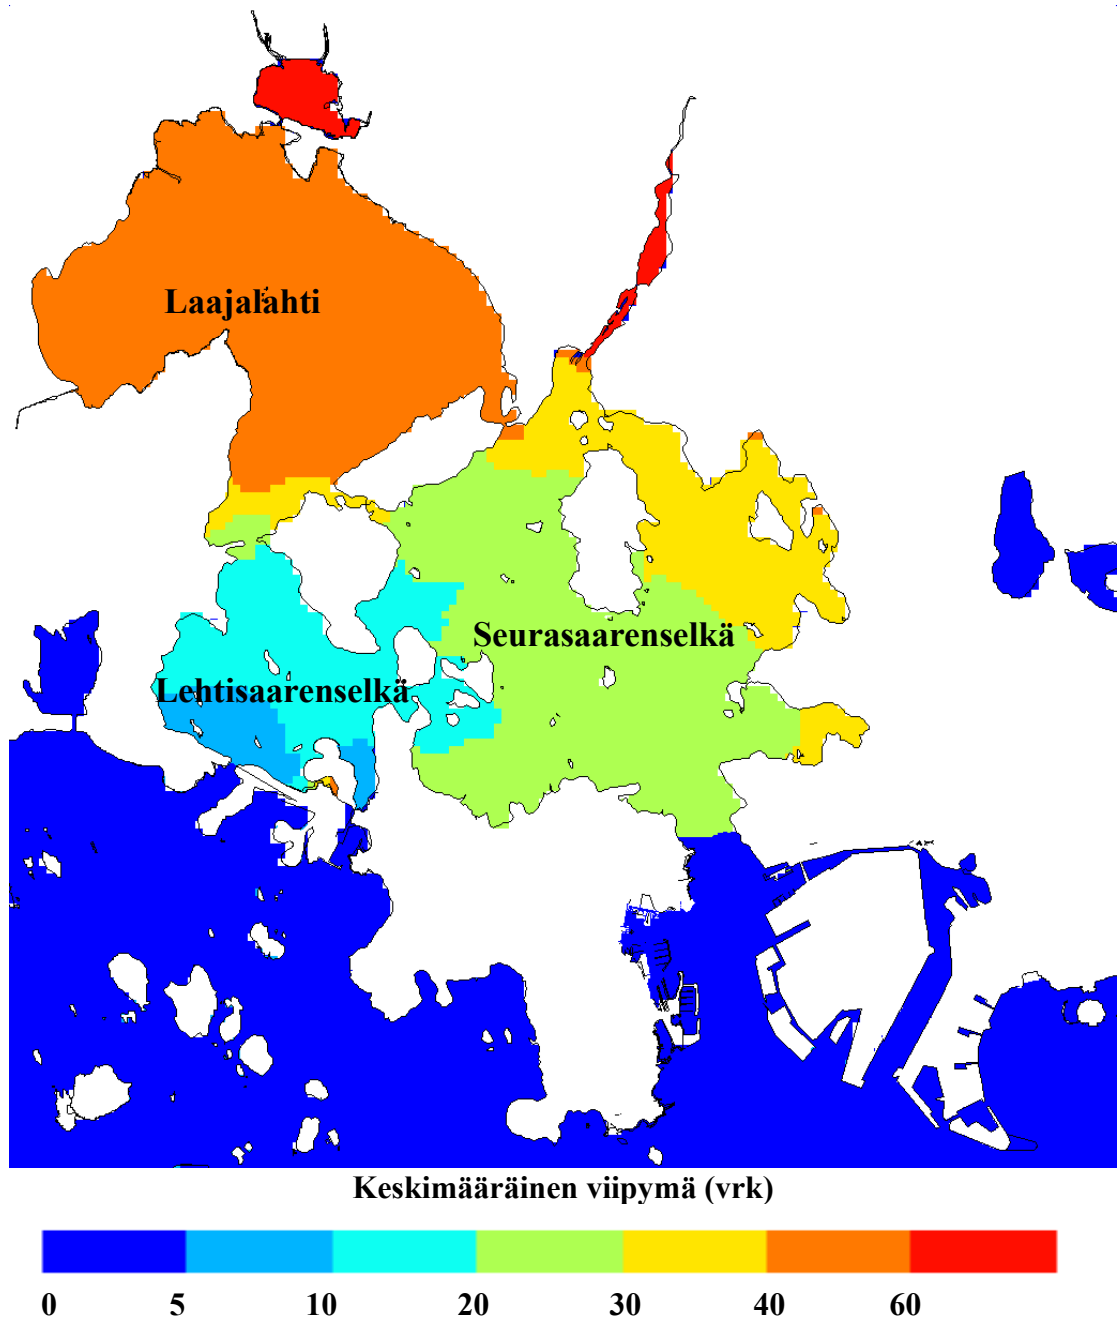 Laajalahti
Seurasaarenselkä
Lehtisaarenselkä
Keskimääräinen viipymä (vrk)
0 5 10 20 30 40 60